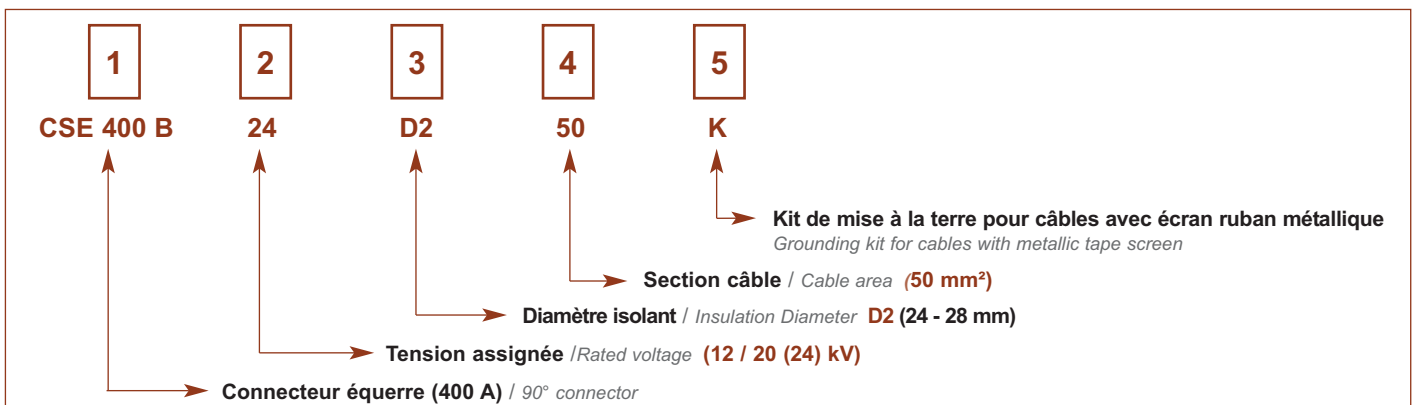 1 2 3 4 5
CSE 400 B 24 D2 50 K
Kit de mise à la terre pour câbles avec écran ruban métallique
Grounding kit for cables with metallic tape screen
Section câble / Cable area (50 mm²)
Diamètre isolant / Insulation Diameter D2 (24 - 28 mm)
Tension assignée /Rated voltage (12 / 20 (24) kV)
Connecteur équerre (400 A) / 90° connector